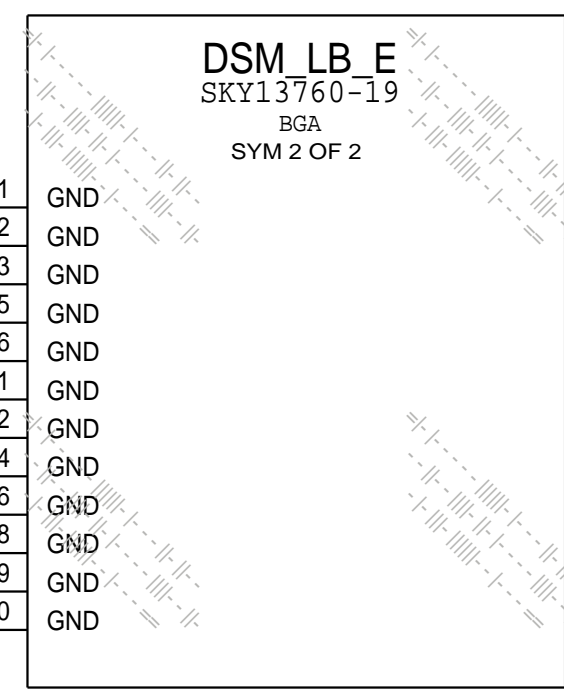 DSM_LB_E
SKY13760-19
BGA
SYM 2 OF 2
1 GND
2 GND
3 GND
5 GND
6 GND
1 GND
2 GND
4 GND
6 GND
8 GND
9 GND
0 GND